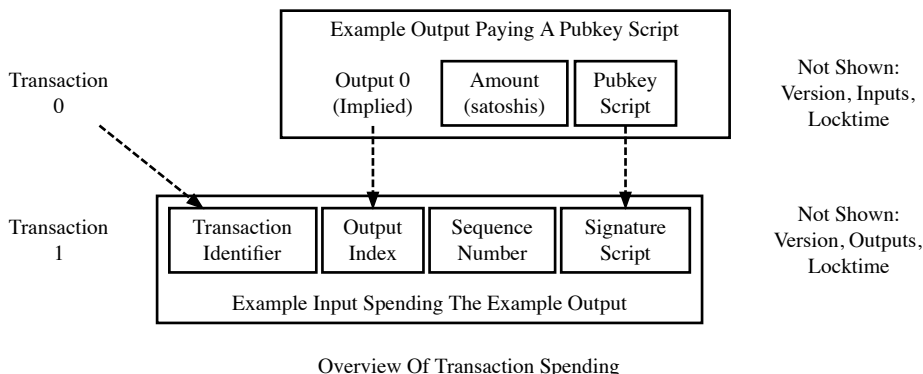 Example Output Paying A Pubkey Script
Transaction
0
Output 0
(Implied)
Amount
(satoshis)
Pubkey
Script
Not Shown:
Version, Inputs,
Locktime
Transaction
1
Transaction
Identifier
Output
Index
Sequence
Number
Signature
Script
Not Shown:
Version, Outputs,
Locktime
Example Input Spending The Example Output
Overview Of Transaction Spending